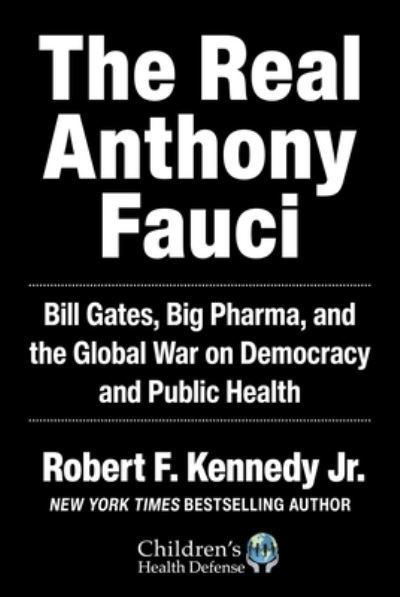 The Real
Anthony
Fauci
Bill Gates, Big Pharma, and
the Global War on Democracy
and Public Health
Robert F. Kennedy Jr.
NEW YORK TIMES BESTSELLING AUTHOR
Children's
Health Defense